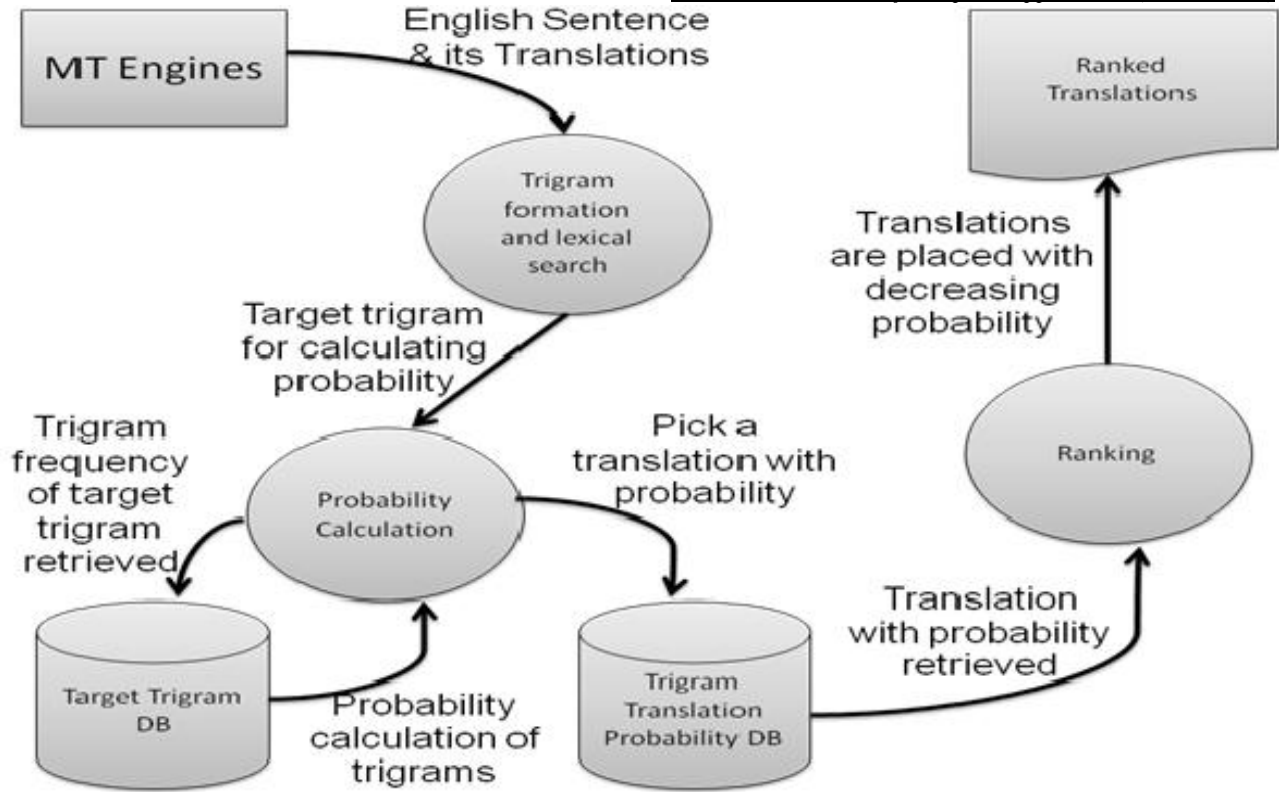 MT Engines
English Sentence
& its Translations
Trigram
formation
and lexical
search
Target trigram
for calculating
probability
Probability
Calculation
Trigram
frequency
of target
trigram
retrieved
Target Trigram
DB
Probability
calculation of
trigrams
Pick a
translation with
probability
Trigram
Translation
Probability DB
Translation
with probability
retrieved
Ranking
Translations
are placed with
decreasing
probability
Ranked
Translations